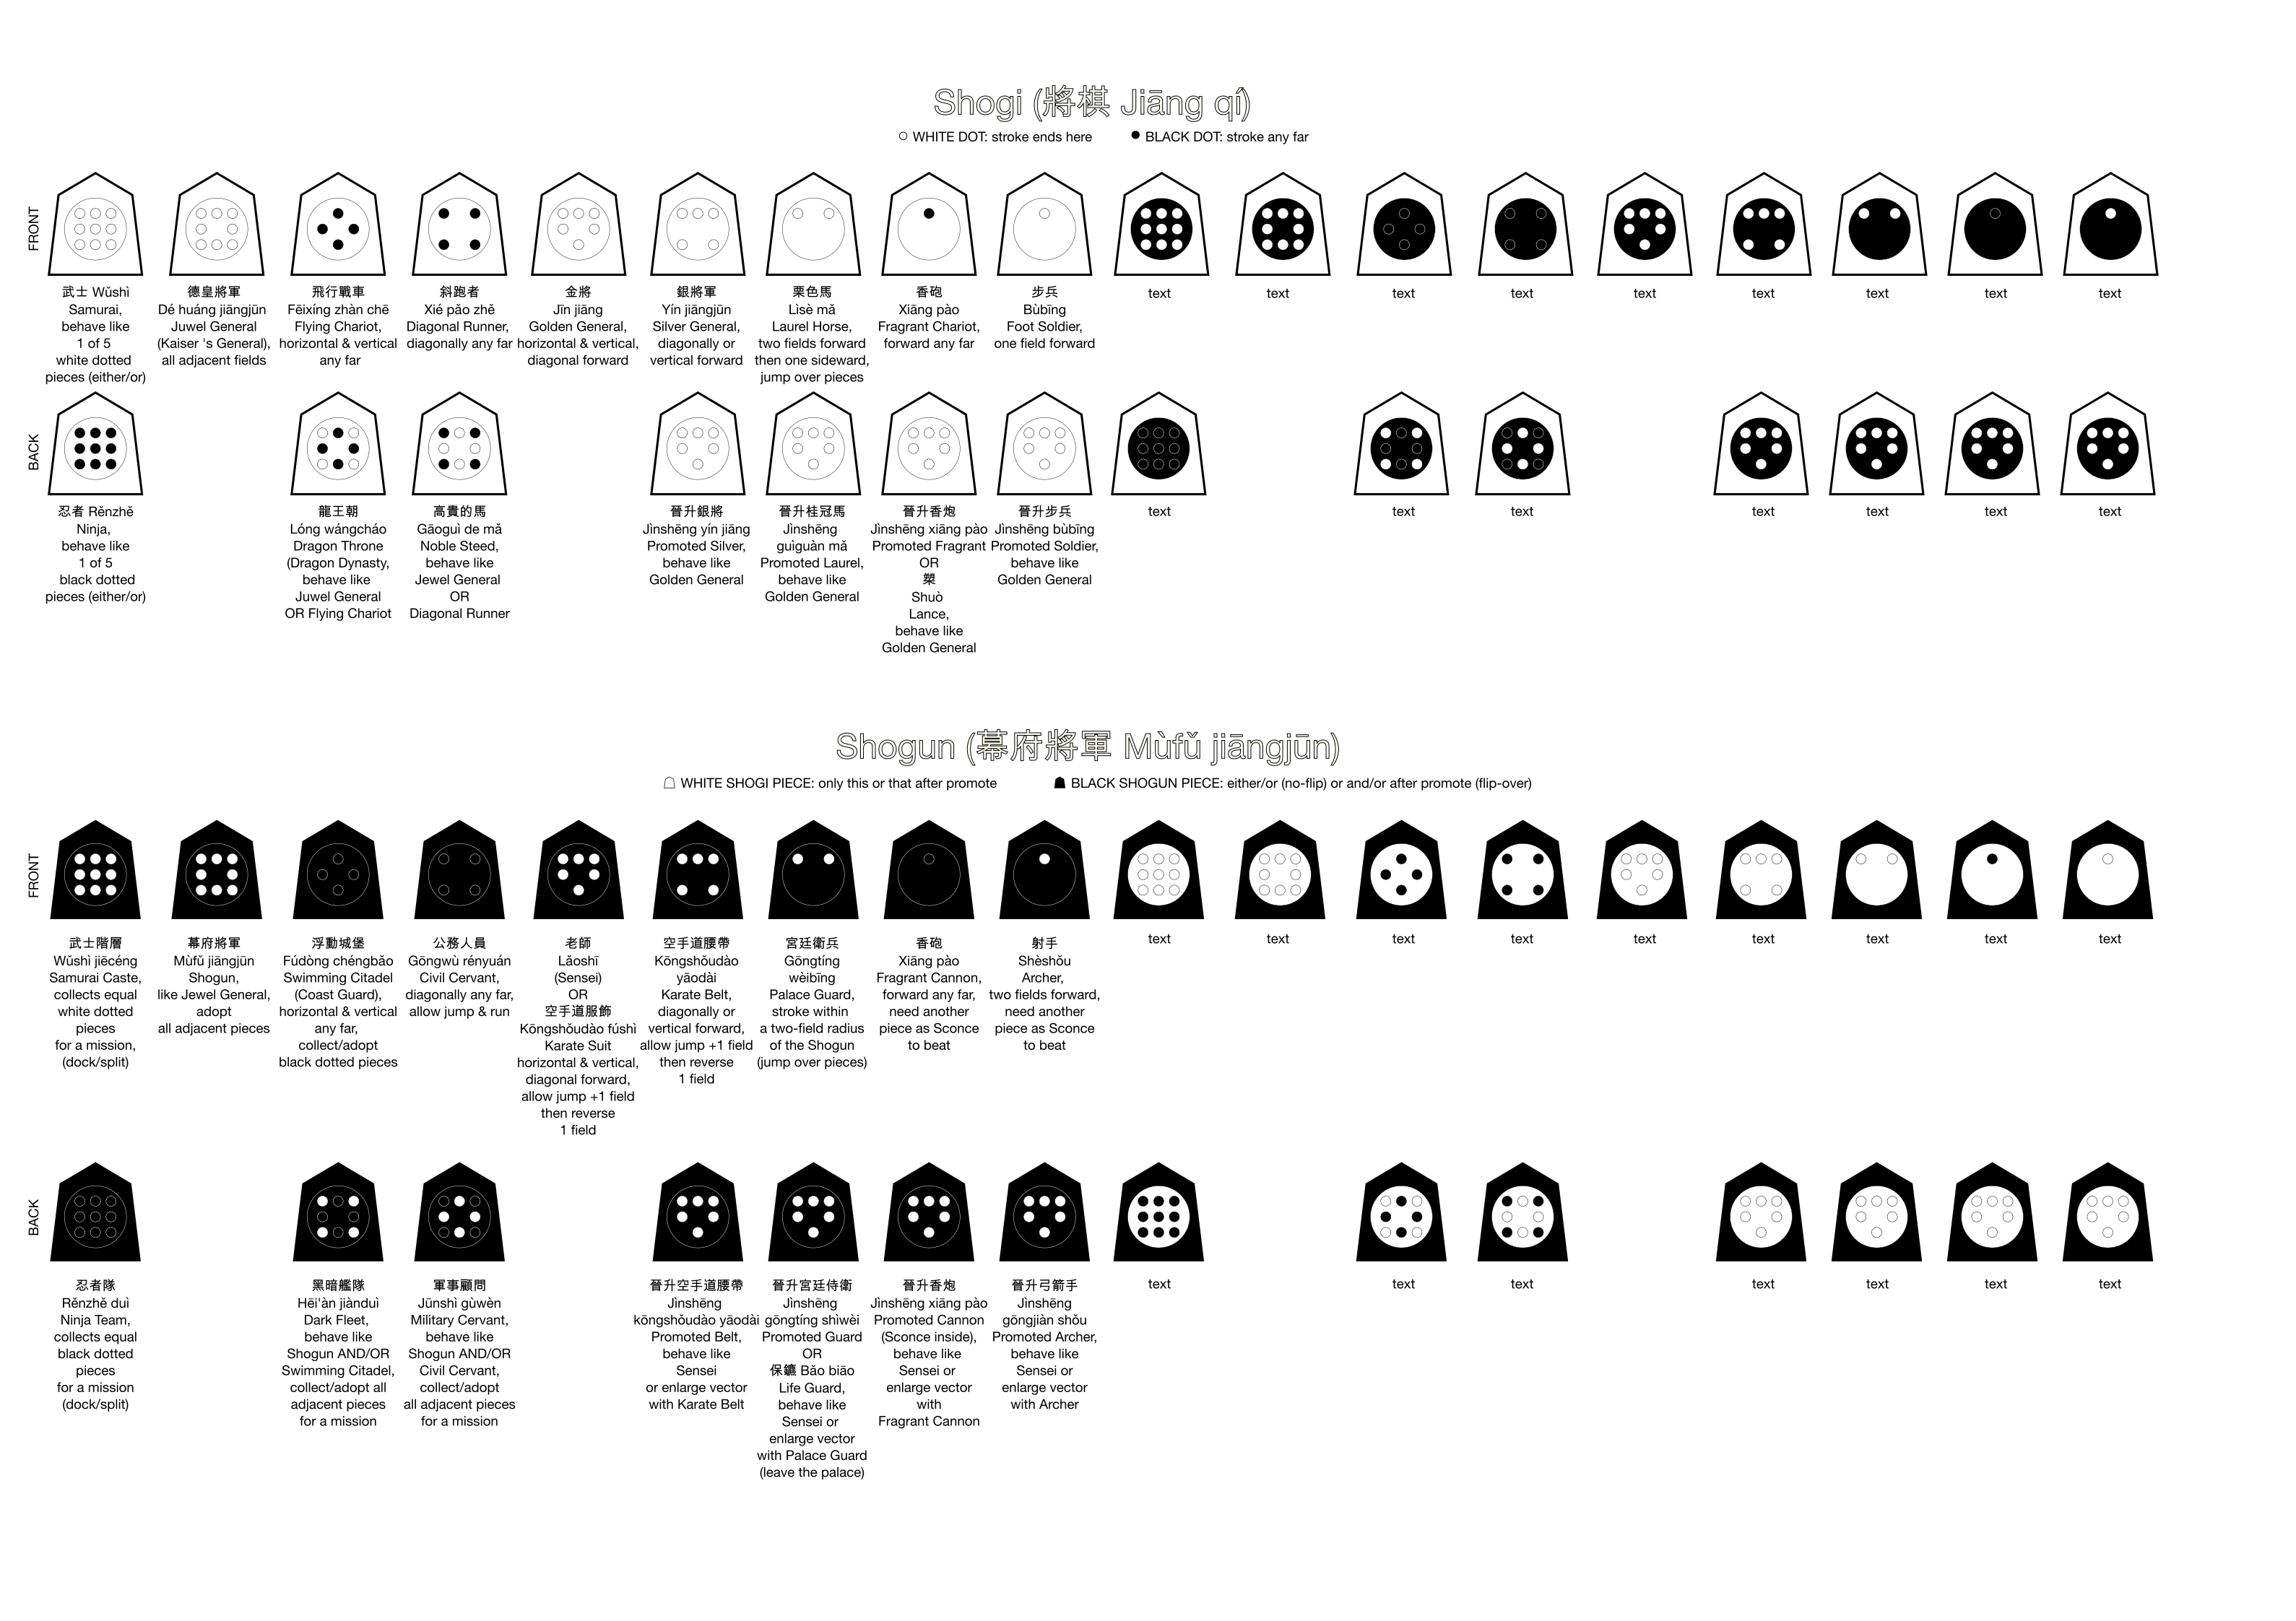 Shogi (將棋 Jiāng qí)
WHITE DOT: stroke ends here
BLACK DOT: stroke any far
FRONT
武士 Wǔshì
Samurai,
behave like
1 of 5
white dotted
pieces (either/or)
德皇將軍
Dé huáng jiāngjūn
Juwel General
(Kaiser 's General),
all adjacent fields
飛行戰車
Fēixíng zhàn chē
Flying Chariot,
horizontal & vertical
any far
斜跑者
Xié pǎo zhě
Diagonal Runner,
diagonally any far
金將
Jīn jiāng
Golden General,
horizontal & vertical,
diagonal forward
銀將軍
Yín jiāngjūn
Silver General,
diagonally or
vertical forward
栗色馬
Lìsè mǎ
Laurel Horse,
two fields forward
then one sideward,
jump over pieces
香砲
Xiāng pào
Fragrant Chariot,
forward any far
步兵
Bùbīng
Foot Soldier,
one field forward
text
text
text
text
text
text
text
text
text
BACK
忍者 Rěnzhě
Ninja,
behave like
1 of 5
black dotted
pieces (either/or)
龍王朝
Lóng wángcháo
Dragon Throne
(Dragon Dynasty,
behave like
Juwel General
OR Flying Chariot
高貴的馬
Gāoguì de mǎ
Noble Steed,
behave like
Jewel General
OR
Diagonal Runner
晉升銀將
Jìnshēng yín jiāng
Promoted Silver,
behave like
Golden General
晉升桂冠馬
Jìnshēng
guìguàn mǎ
Promoted Laurel,
behave like
Golden General
晉升香炮
Jìnshēng xiāng pào
Promoted Fragrant
OR
槊
Shuò
Lance,
behave like
Golden General
晉升步兵
Jìnshēng bùbīng
Promoted Soldier,
behave like
Golden General
text
text
text
text
text
text
text
Shogun (幕府將軍 Mùfǔ jiāngjūn)
WHITE SHOGI PIECE: only this or that after promote
BLACK SHOGUN PIECE: either/or (no-flip) or and/or after promote (flip-over)
FRONT
武士階層
Wǔshì jiēcéng
Samurai Caste,
collects equal
white dotted
pieces
for a mission,
(dock/split)
幕府將軍
Mùfǔ jiāngjūn
Shogun,
like Jewel General,
adopt
all adjacent pieces
浮動城堡
Fúdòng chéngbǎo
Swimming Citadel
(Coast Guard),
horizontal & vertical
any far,
collect/adopt
black dotted pieces
公務人員
Gōngwù rényuán
Civil Cervant,
diagonally any far,
allow jump & run
老師
Lǎoshī
(Sensei)
OR
空手道服飾
Kōngshǒudào fúshì
Karate Suit
horizontal & vertical,
diagonal forward,
allow jump +1 field
then reverse
1 field
空手道腰帶
Kōngshǒudào
yāodài
Karate Belt,
diagonally or
vertical forward,
allow jump +1 field
then reverse
1 field
宮廷衛兵
Gōngtíng
wèibīng
Palace Guard,
stroke within
a two-field radius
of the Shogun
(jump over pieces)
香砲
Xiāng pào
Fragrant Cannon,
forward any far,
need another
piece as Sconce
to beat
射手
Shèshǒu
Archer,
two fields forward,
need another
piece as Sconce
to beat
text
text
text
text
text
text
text
text
text
BACK
忍者隊
Rěnzhě duì
Ninja Team,
collects equal
black dotted
pieces
for a mission
(dock/split)
黑暗艦隊
Hēi'àn jiànduì
Dark Fleet,
behave like
Shogun AND/OR
Swimming Citadel,
collect/adopt all
adjacent pieces
for a mission
軍事顧問
Jūnshì gùwèn
Military Cervant,
behave like
Shogun AND/OR
Civil Cervant,
collect/adopt
all adjacent pieces
for a mission
晉升空手道腰帶
Jìnshēng
kōngshǒudào yāodài
Promoted Belt,
behave like
Sensei
or enlarge vector
with Karate Belt
晉升宮廷侍衛
Jìnshēng
gōngtíng shìwèi
Promoted Guard
OR
保鑣 Bǎo biāo
Life Guard,
behave like
Sensei or
enlarge vector
with Palace Guard
(leave the palace)
晉升香炮
Jìnshēng xiāng pào
Promoted Cannon
(Sconce inside),
behave like
Sensei or
enlarge vector
with
Fragrant Cannon
晉升弓箭手
Jìnshēng
gōngjiàn shǒu
Promoted Archer,
behave like
Sensei or
enlarge vector
with Archer
text
text
text
text
text
text
text